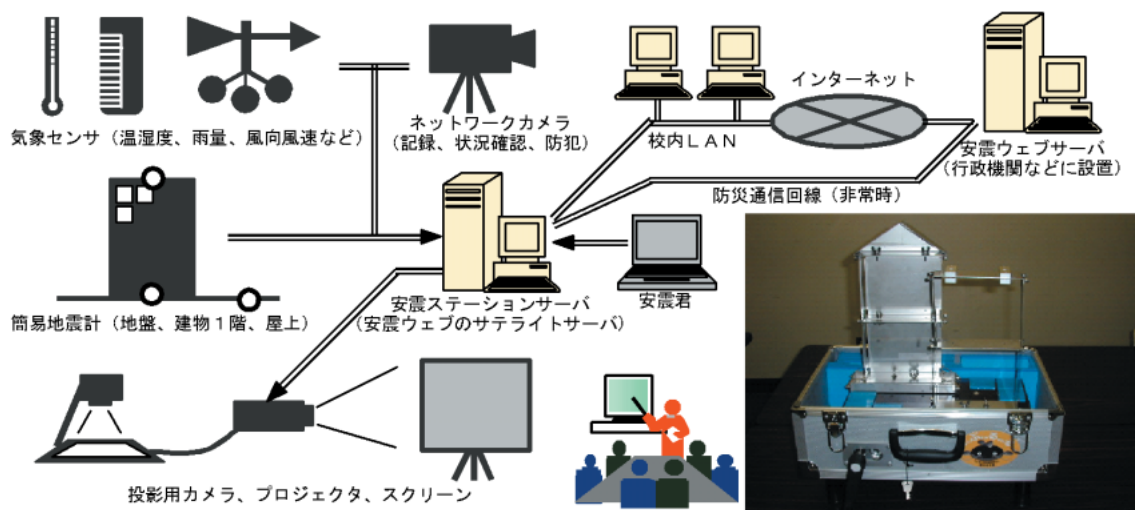 気象センサ（温湿度、雨量、風向風速など）
ネットワークカメラ
（記録、状況確認、防犯）
インターネット
校内ＬＡＮ
安震ウェブサーバ
（行政機関などに設置）
防災通信回線（非常時）
簡易地震計（地盤、建物１階、屋上）
安震ステーションサーバ
（安震ウェブのサテライトサーバ）
安震君
投影用カメラ、プロジェクタ、スクリーン